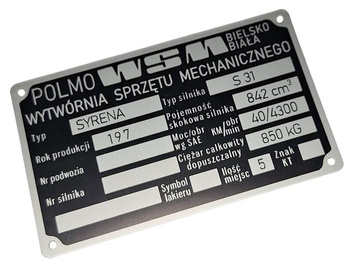 POLMO WSM BIELSKO BIAŁA
WYTWÓRNIA SPRZĘTU MECHANICZNEGO
Typ SYRENA
Typ silnika S 31
Rok produkcji 197
Pojemność skokowa silnika 842 cm³
Nr podwozia
Moc/obr wg SAE KM/obr/min 40/4300
Nr silnika
Ciężar całkowity dopuszczalny 850 KG
Symbol lakieru
Ilość miejsc 5
Znak KT